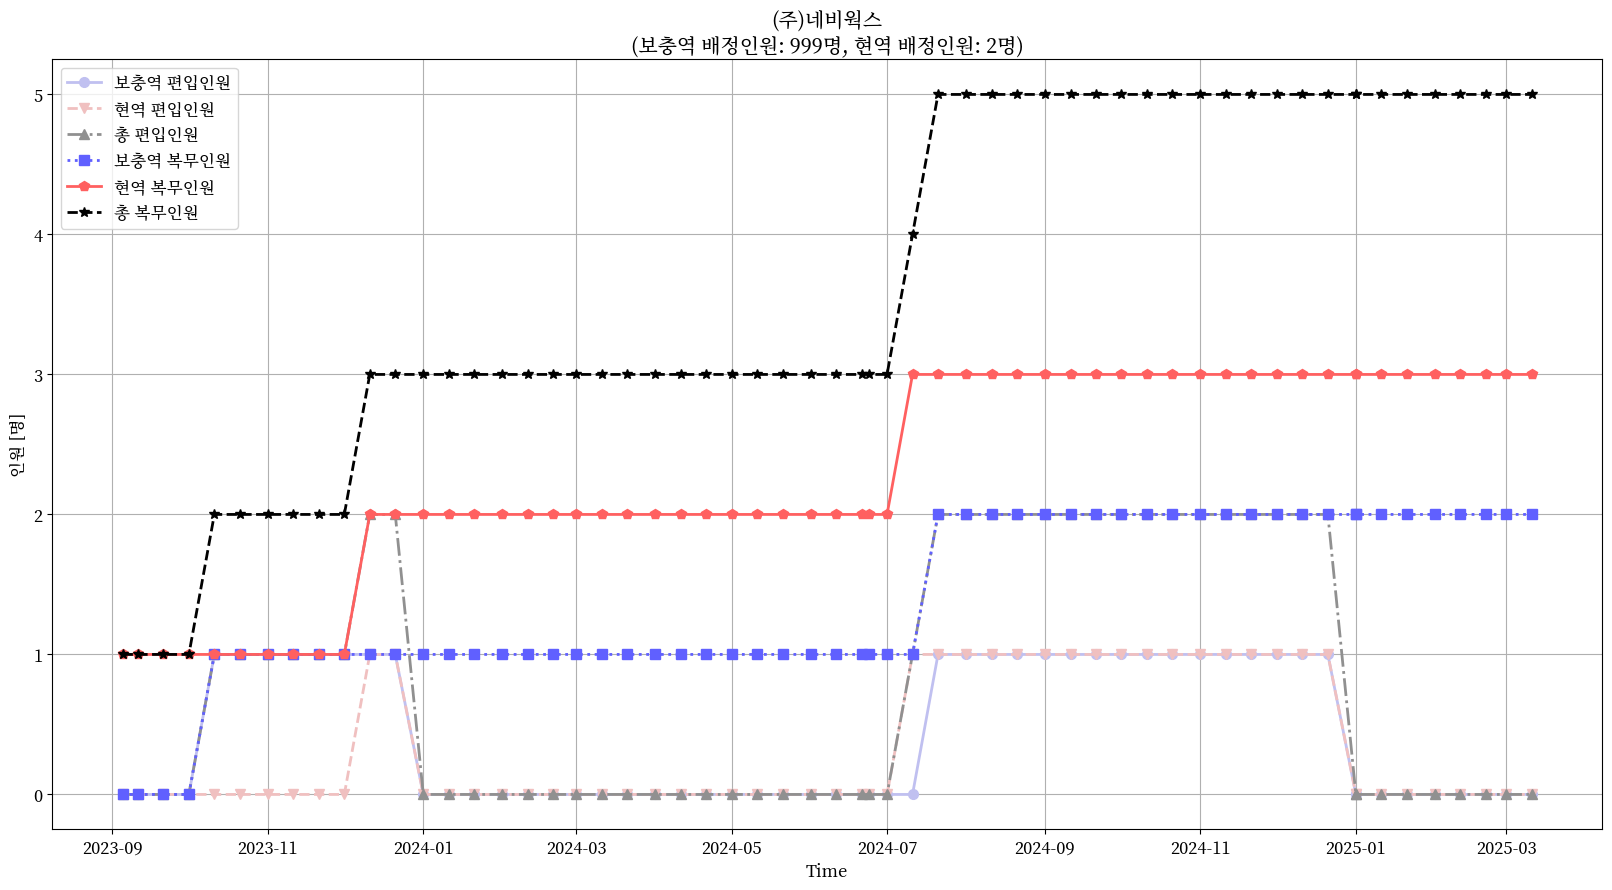 (주)네비웍스
(보충역 배정인원: 999명, 현역 배정인원: 2명)
보충역 편입인원
현역 편입인원
총 편입인원
보충역 복무인원
현역 복무인원
총 복무인원
인원 [명]
5
4
3
2
1
0
2023-09
2023-11
2024-01
2024-03
2024-05
2024-07
2024-09
2024-11
2025-01
2025-03
Time